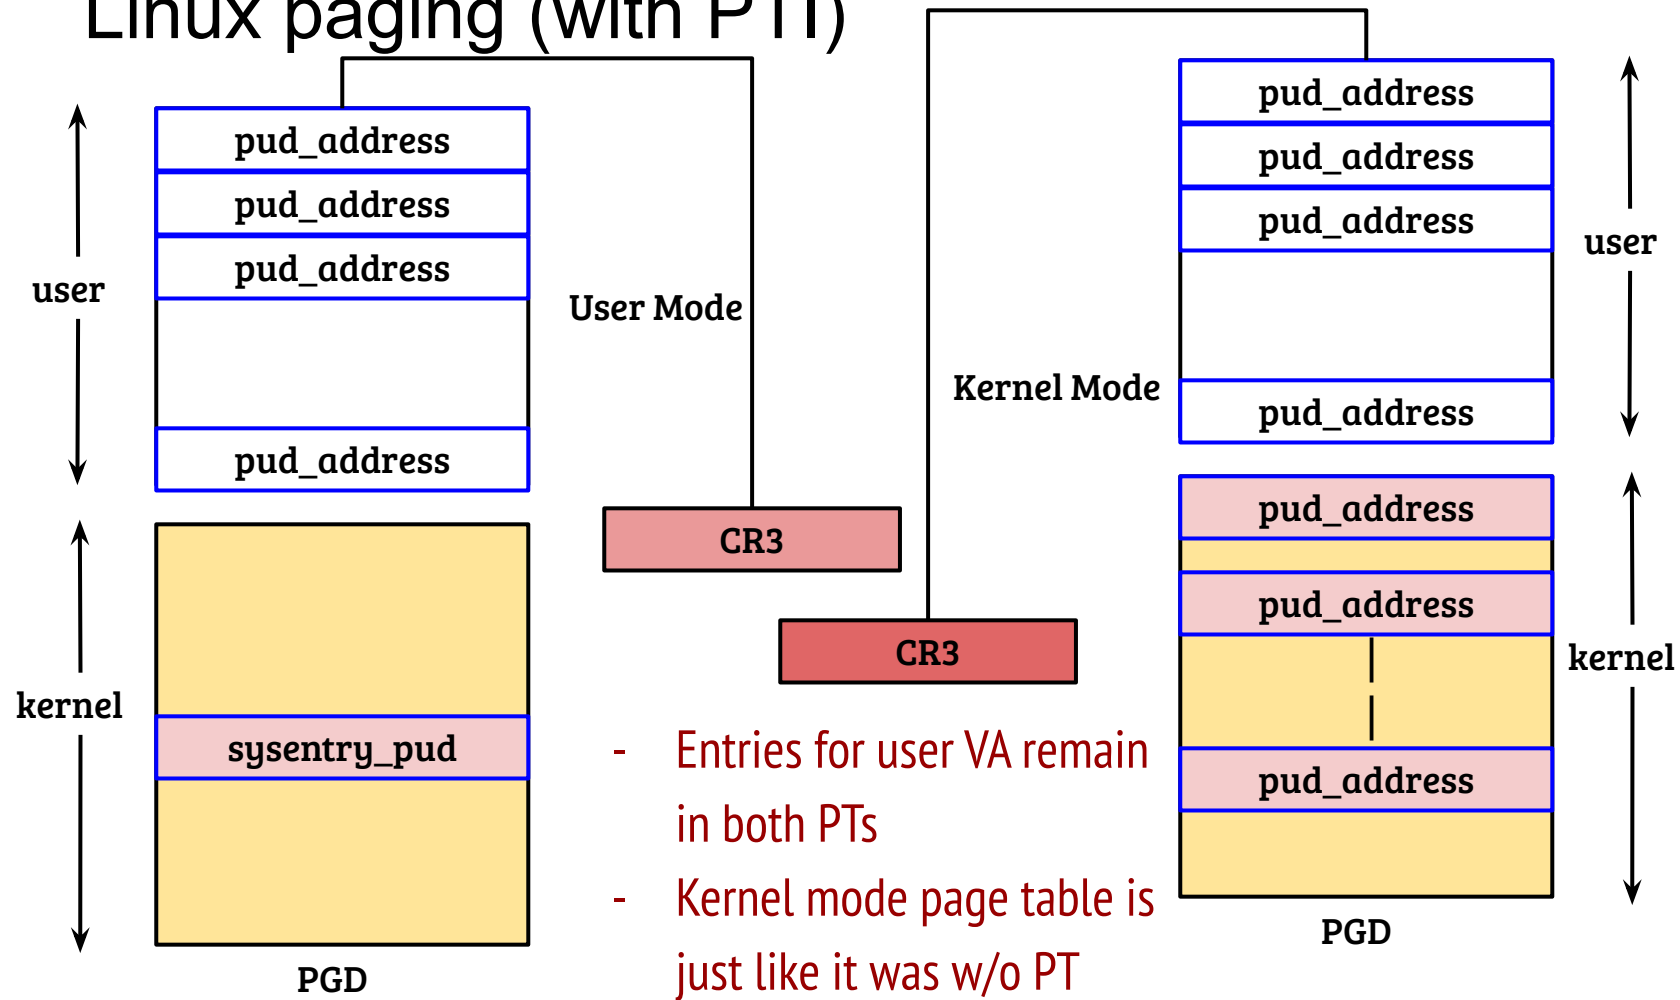 Linux paging (with PTI)
pud_address
pud_address
pud_address
pud_address
user
kernel
sysentry_pud
PGD
User Mode
CR3
Kernel Mode
CR3
pud_address
pud_address
pud_address
pud_address
user
pud_address
pud_address
pud_address
kernel
PGD
- Entries for user VA remain
in both PTs
- Kernel mode page table is
just like it was w/o PT